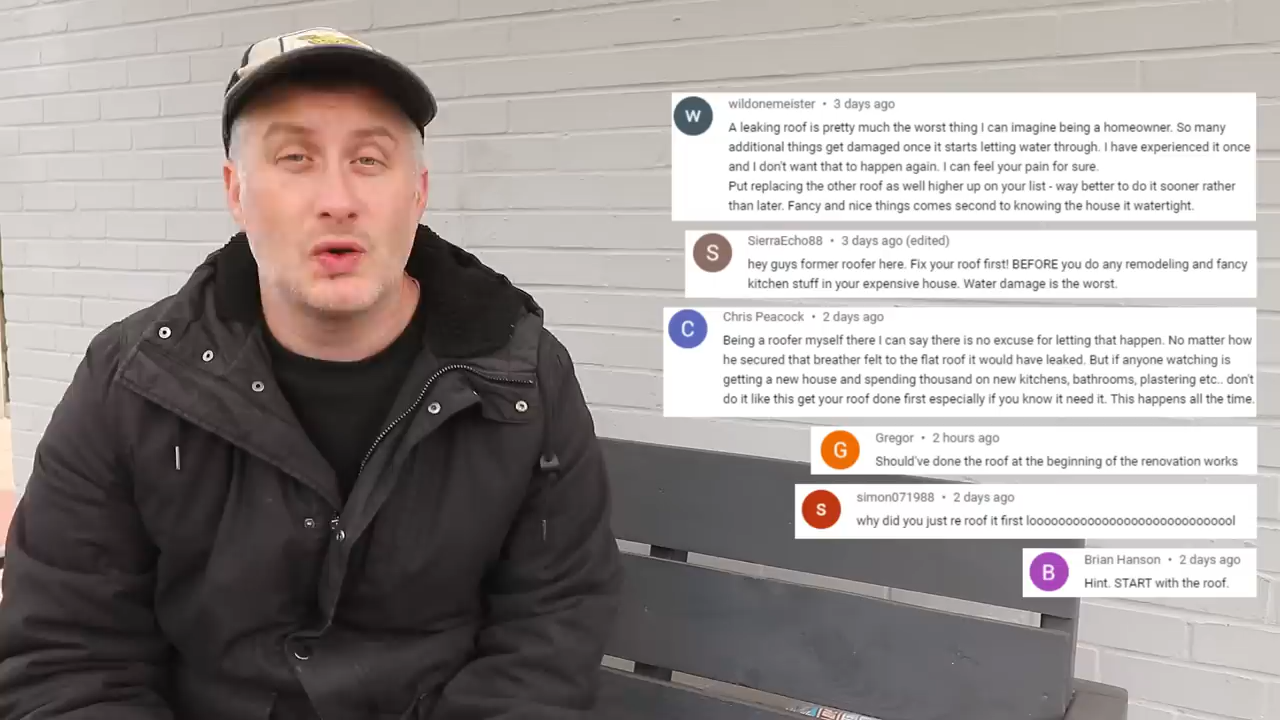 W
wildonemeister • 3 days ago
A leaking roof is pretty much the worst thing I can imagine being a homeowner. So many
additional things get damaged once it starts letting water through. I have experienced it once
and I don't want that to happen again. I can feel your pain for sure.
Put replacing the other roof as well higher up on your list - way better to do it sooner rather
than later. Fancy and nice things comes second to knowing the house it watertight.
S
SierraEcho88 • 3 days ago (edited)
hey guys former roofer here. Fix your roof first! BEFORE you do any remodeling and fancy
kitchen stuff in your expensive house. Water damage is the worst.
C
Chris Peacock • 2 days ago
Being a roofer myself there I can say there is no excuse for letting that happen. No matter how
he secured that breather felt to the flat roof it would have leaked. But if anyone watching is
getting a new house and spending thousand on new kitchens, bathrooms, plastering etc.. don't
do it like this get your roof done first especially if you know it need it. This happens all the time.
G
Gregor • 2 hours ago
Should've done the roof at the beginning of the renovation works
s
simon071988 • 2 days ago
why did you just re roof it first looooooooooooooooooooooooooool
B
Brian Hanson • 2 days ago
Hint. START with the roof.